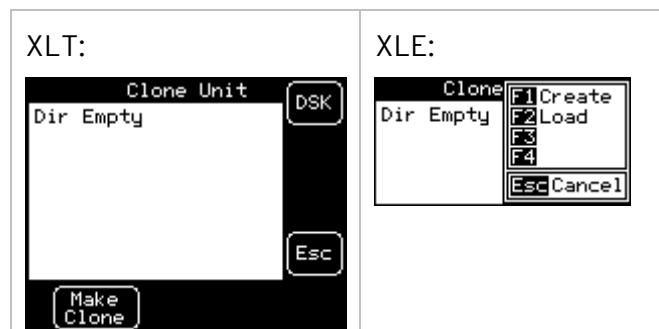 XLT:
Clone Unit
DSK
Dir Empty
Esc
Make
Clone
XLE:
Clone
Dir Empty
F1 Create
F2 Load
F3
F4
Esc Cancel